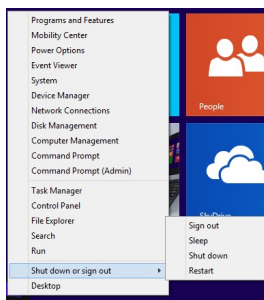 Programs and Features
Mobility Center
Power Options
Event Viewer
System
Device Manager
Network Connections
Disk Management
Computer Management
Command Prompt
Command Prompt (Admin)
Task Manager
Control Panel
File Explorer
Search
Run
Shut down or sign out
Desktop
People
SkyDrive
Sign out
Sleep
Shut down
Restart